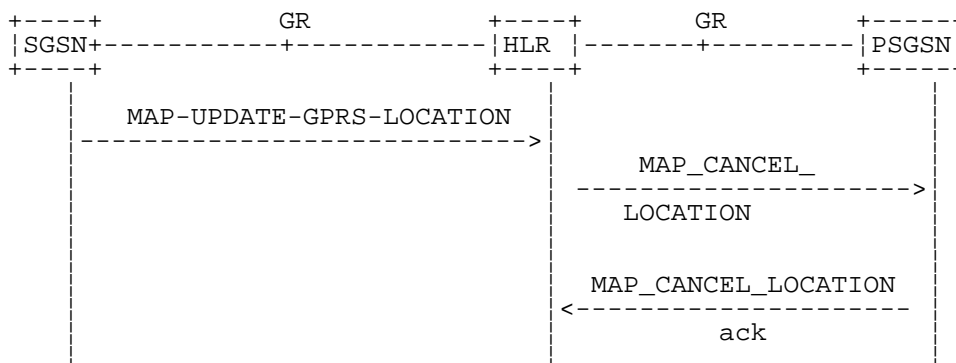 GR GR
SGSN HLR PSGSN
MAP-UPDATE-GPRS-LOCATION
MAP_CANCEL_
LOCATION
MAP_CANCEL_LOCATION
ack